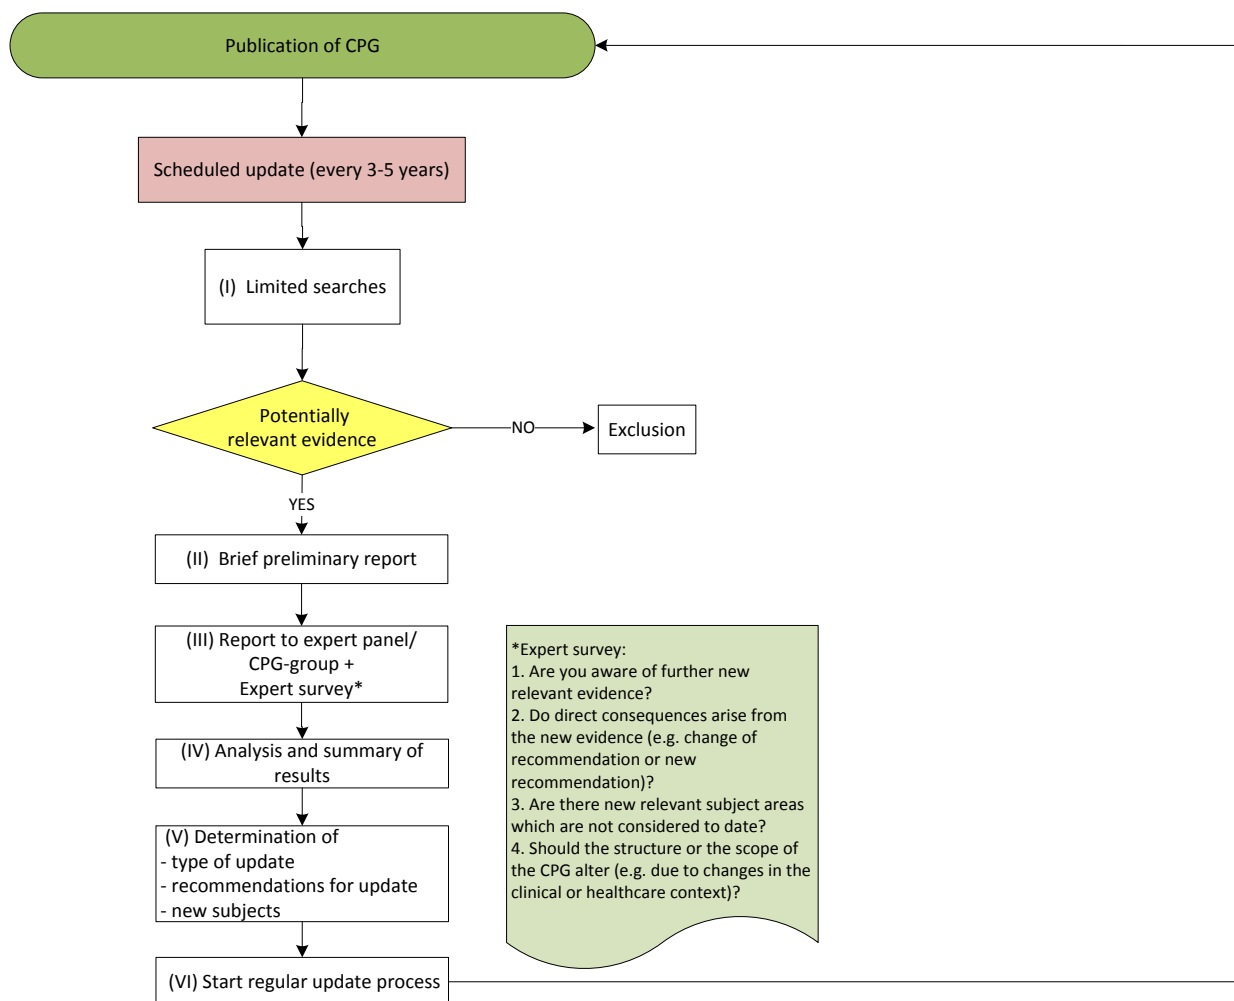 Publication of CPG
Scheduled update (every 3-5 years)
(I)  Limited searches
Potentially
relevant evidence
NO
Exclusion
YES
(II)  Brief preliminary report
(III) Report to expert panel/
CPG-group +
Expert survey*
(IV) Analysis and summary of
results
(V) Determination of
- type of update
- recommendations for update
- new subjects
(VI) Start regular update process
*Expert survey:
1. Are you aware of further new
relevant evidence?
2. Do direct consequences arise from
the new evidence (e.g. change of
recommendation or new
recommendation)?
3. Are there new relevant subject areas
which are not considered to date?
4. Should the structure or the scope of
the CPG alter (e.g. due to changes in the
clinical or healthcare context)?